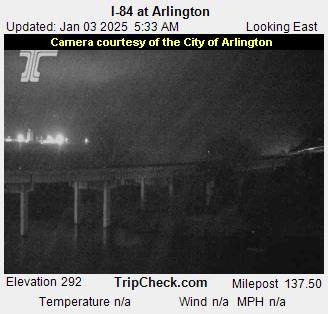 I-84 at Arlington
Updated: Jan 03 2025 5:33 AM Looking East
Camera courtesy of the City of Arlington
Elevation 292 TripCheck.com Milepost 137.50
Temperature n/a Wind n/a MPH n/a